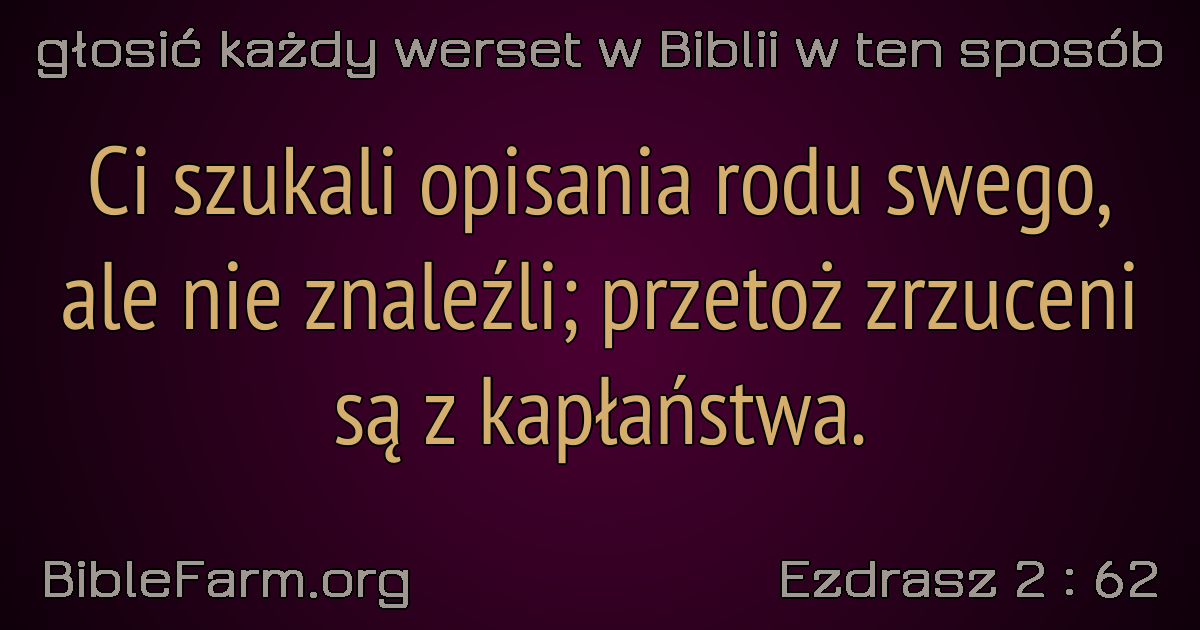 głosić każdy werset w Biblii w ten sposób
Ci szukali opisania rodu swego,
ale nie znaleźli; przetoż zrzuceni
są z kapłaństwa.
BibleFarm.org
Ezdrasz 2 : 62